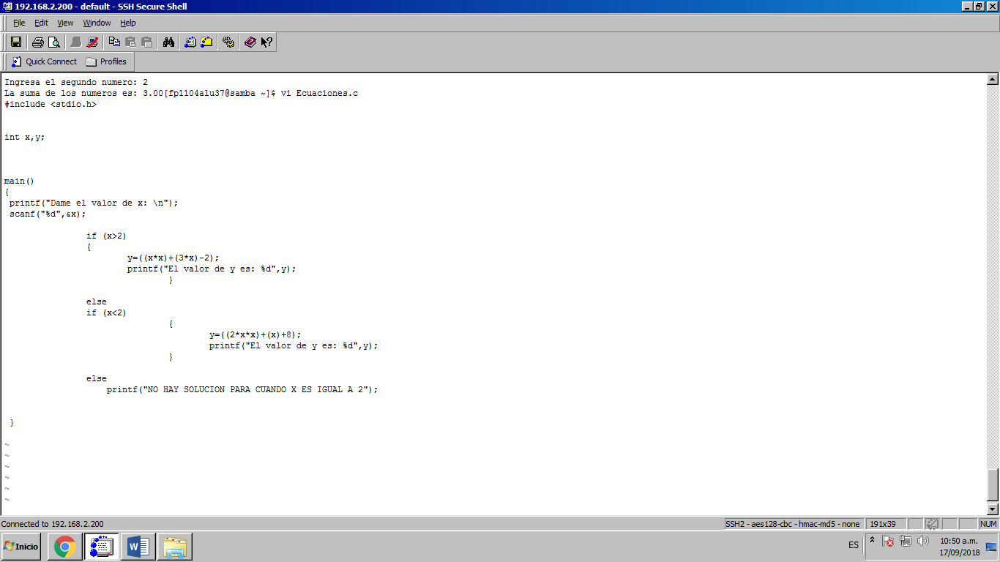 192.168.2.200 - default - SSH Secure Shell
File Edit View Window Help
Quick Connect Profiles
Ingresa el segundo numero: 2
La suma de los numeros es: 3.00[fp1104alu37@samba ~]$ vi Ecuaciones.c
#include <stdio.h>
int x,y;
main()
{
printf("Dame el valor de x: \n");
scanf("%d",&x);
if (x>2)
{
y=((x*x)+(3*x)-2);
printf("El valor de y es: %d",y);
}
else
if (x<2)
{
y=((2*x*x)+(x)+8);
printf("El valor de y es: %d",y);
}
else
printf("NO HAY SOLUCION PARA CUANDO X ES IGUAL A 2");
}
~
~
~
~
~
~
Connected to 192.168.2.200 SSH2 - aes128-cbc - hmac-md5 - none 191x39 NUM
Inicio ES 10:50 a.m.
17/09/2018